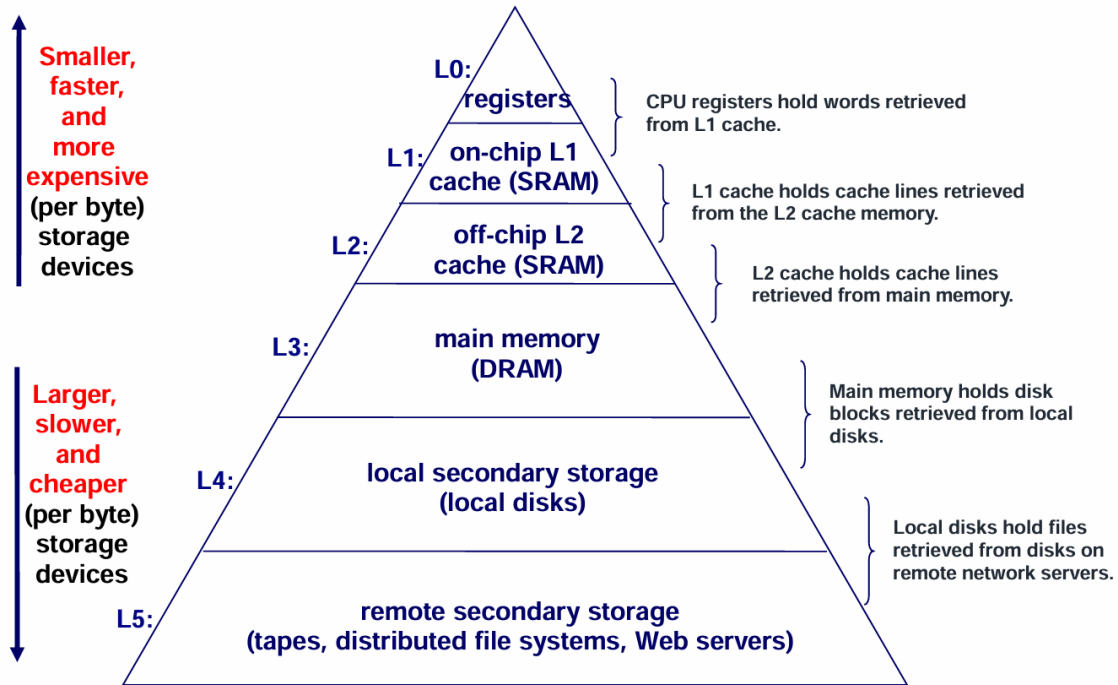 Smaller,
faster,
and
more
expensive
(per byte)
storage
devices
Larger,
slower,
and
cheaper
(per byte)
storage
devices
L0:
registers
CPU registers hold words retrieved
from L1 cache.
L1:
on-chip L1
cache (SRAM)
L1 cache holds cache lines retrieved
from the L2 cache memory.
L2:
off-chip L2
cache (SRAM)
L2 cache holds cache lines
retrieved from main memory.
L3:
main memory
(DRAM)
Main memory holds disk
blocks retrieved from local
disks.
L4:
local secondary storage
(local disks)
Local disks hold files
retrieved from disks on
remote network servers.
L5:
remote secondary storage
(tapes, distributed file systems, Web servers)